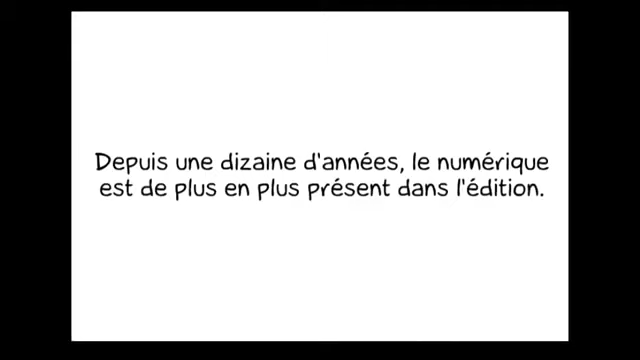 Depuis une dizaine d'années, le numérique
est de plus en plus présent dans l'édition.